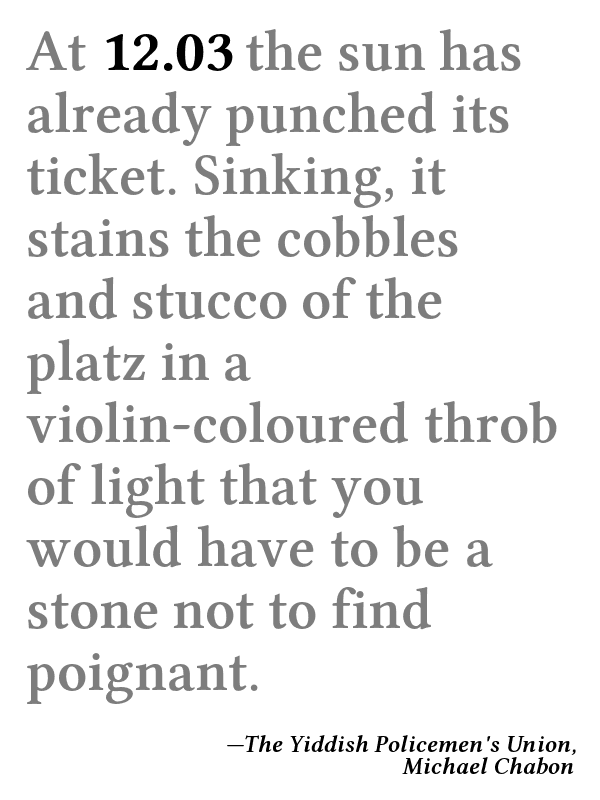 At 12.03 the sun has
already punched its
ticket. Sinking, it
stains the cobbles
and stucco of the
platz in a
violin-coloured throb
of light that you
would have to be a
stone not to find
poignant.
—The Yiddish Policemen's Union,
Michael Chabon